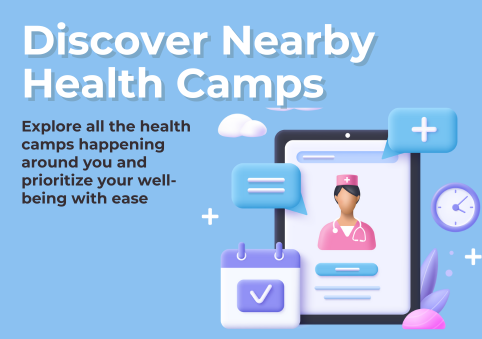 Discover Nearby
Health Camps
Explore all the health
camps happening
around you and
prioritize your well-
being with ease